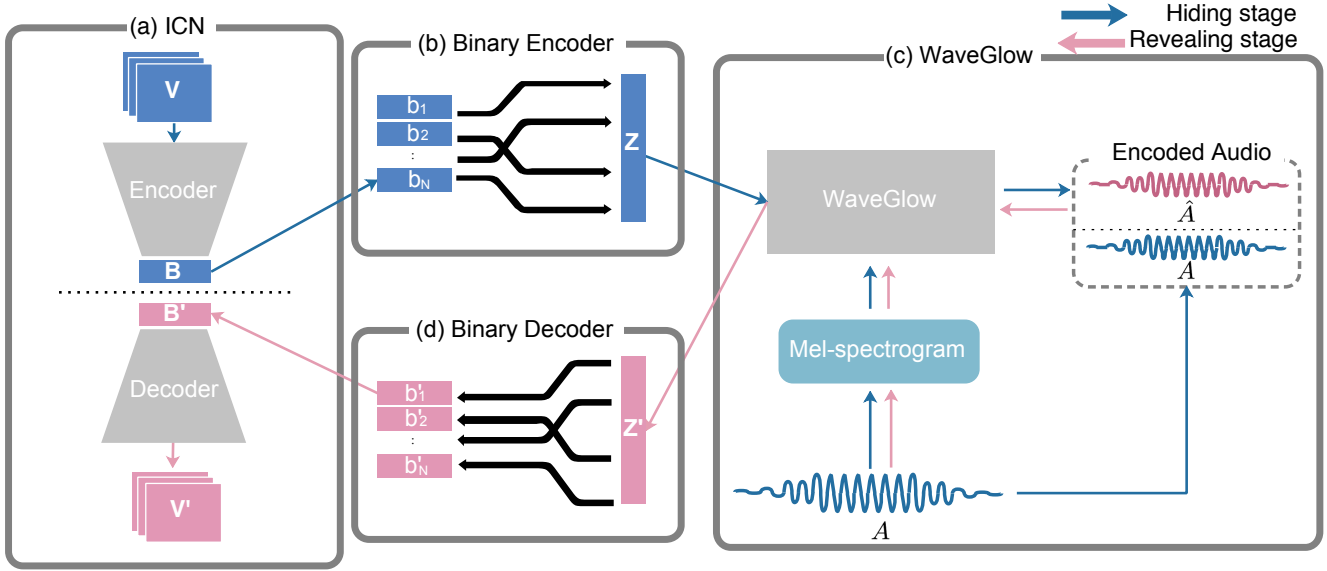 Hiding stage
Revealing stage
(a) ICN
V
Encoder
B
B'
Decoder
V'
(b) Binary Encoder
b1
b2
:
bN
Z
(d) Binary Decoder
b'1
b'2
:
b'N
Z'
(c) WaveGlow
WaveGlow
Encoded Audio
Â
A
Mel-spectrogram
A